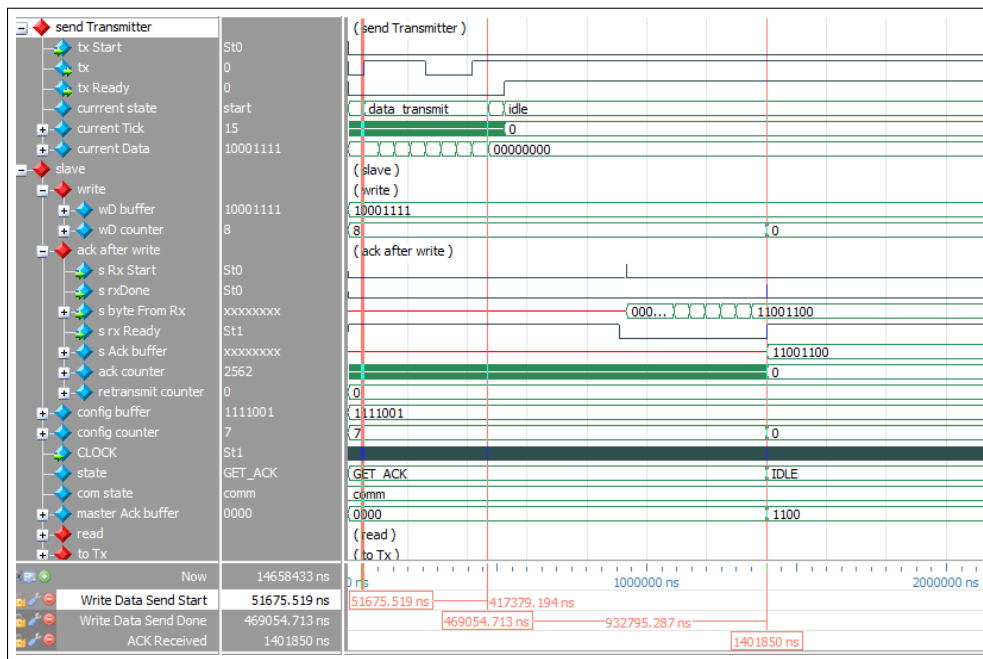 send Transmitter ( send Transmitter )
tx Start St0
tx 0
tx Ready 0
currrent state start data transmit idle
current Tick 15 0
current Data 10001111 00000000
slave ( slave )
write ( write )
wD buffer 10001111 10001111
wD counter 8 8 0
ack after write ( ack after write )
s Rx Start St0
s rxDone St0
s byte From Rx xxxxxxxx 000... 11001100
s rx Ready St1
s Ack buffer xxxxxxxx 11001100
ack counter 2562 0
retransmit counter 0 0
config buffer 1111001 1111001
config counter 7 7 0
CLOCK St1
state GET_ACK GET_ACK IDLE
com state comm comm
master Ack buffer 0000 0000 1100
read ( read )
to Tx ( to Tx )
Now 14658433 ns 0 ns 1000000 ns 2000000 ns
Write Data Send Start 51675.519 ns 51675.519 ns 417379.194 ns
Write Data Send Done 469054.713 ns 469054.713 ns 932795.287 ns
ACK Received 1401850 ns 1401850 ns